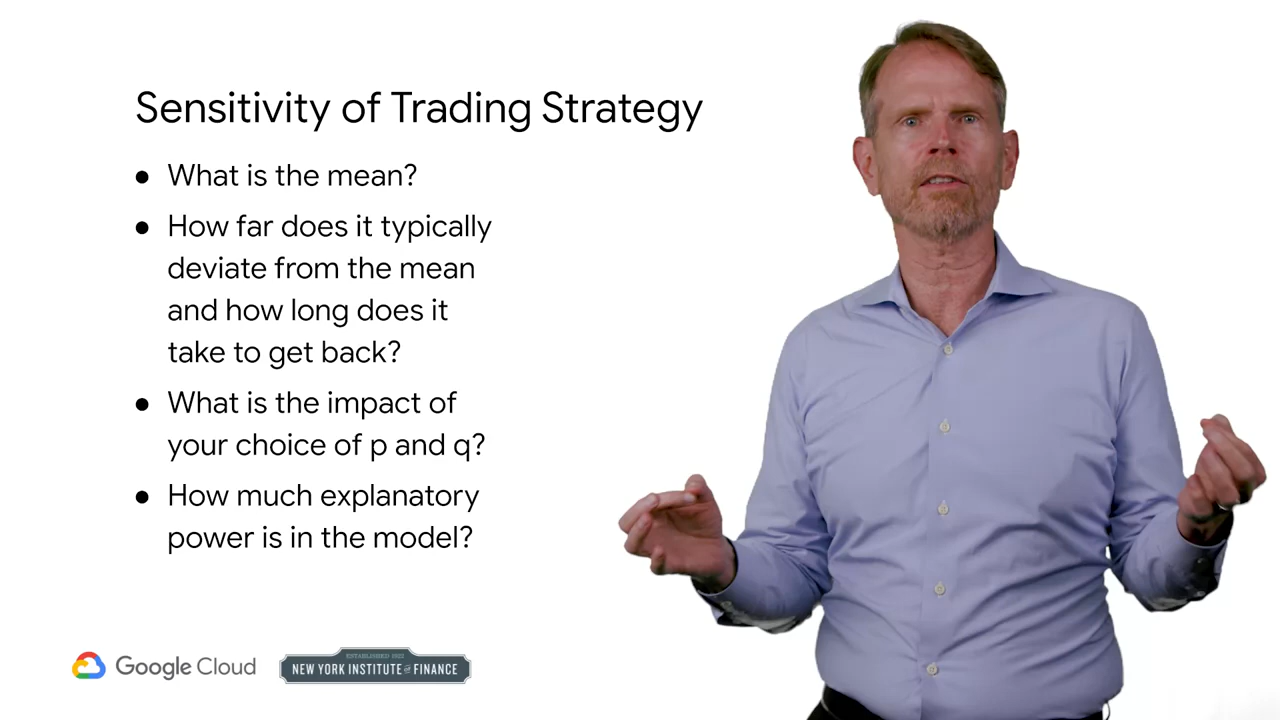 Sensitivity of Trading Strategy
● What is the mean?
● How far does it typically
deviate from the mean
and how long does it
take to get back?
● What is the impact of
your choice of p and q?
● How much explanatory
power is in the model?
Google Cloud
ESTABLISHED 1922
NEW YORK INSTITUTE OF FINANCE